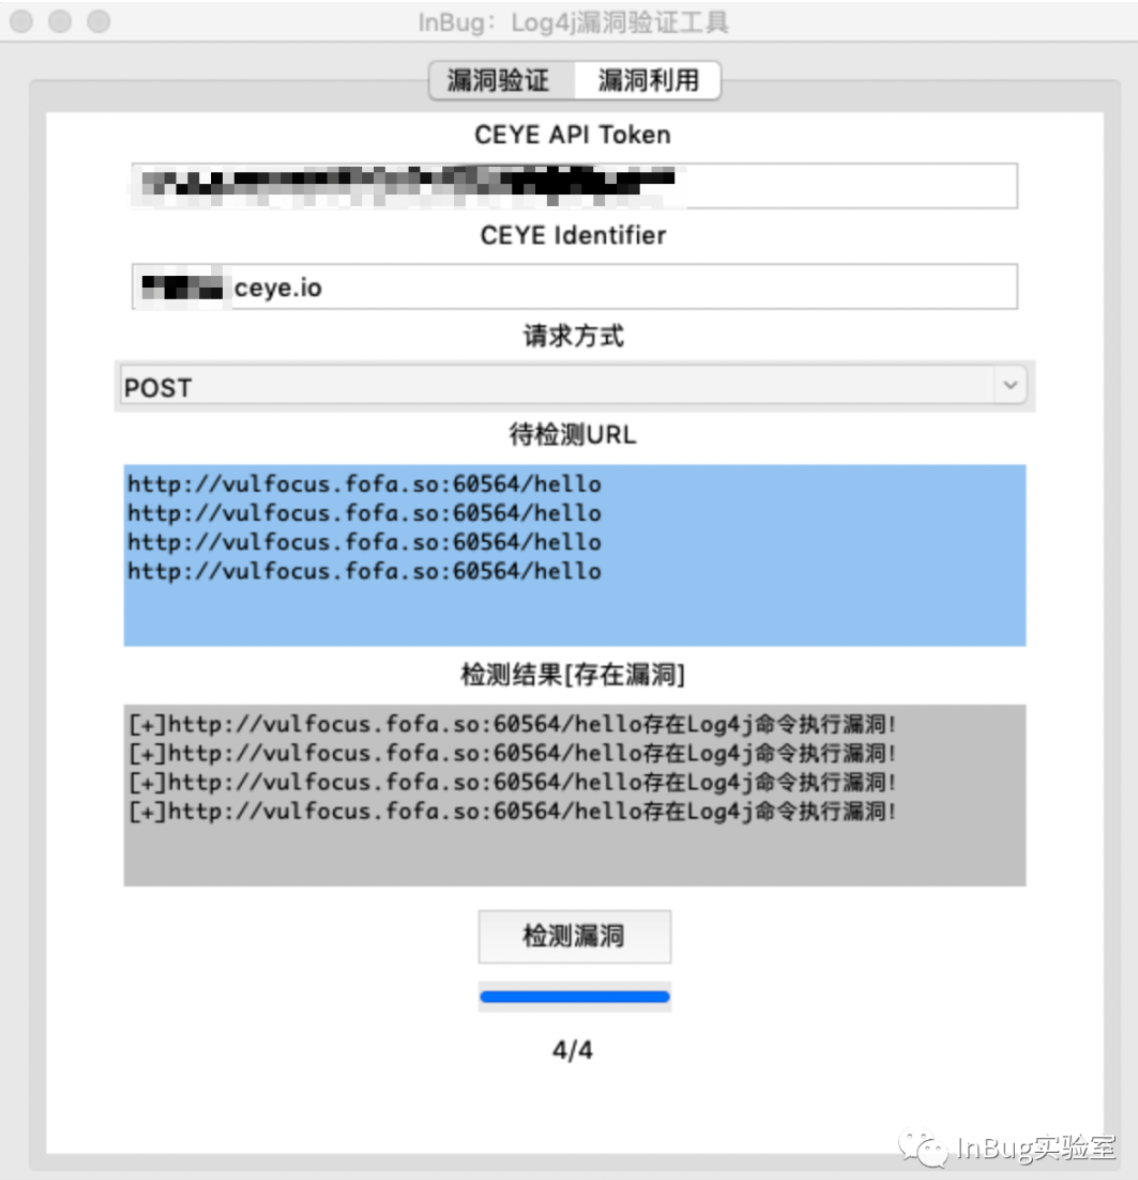 InBug：Log4j漏洞验证工具
漏洞验证 漏洞利用
CEYE API Token
CEYE Identifier
ceye.io
请求方式
POST
待检测URL
http://vulfocus.fofa.so:60564/hello
http://vulfocus.fofa.so:60564/hello
http://vulfocus.fofa.so:60564/hello
http://vulfocus.fofa.so:60564/hello
检测结果[存在漏洞]
[+]http://vulfocus.fofa.so:60564/hello存在Log4j命令执行漏洞!
[+]http://vulfocus.fofa.so:60564/hello存在Log4j命令执行漏洞!
[+]http://vulfocus.fofa.so:60564/hello存在Log4j命令执行漏洞!
[+]http://vulfocus.fofa.so:60564/hello存在Log4j命令执行漏洞!
检测漏洞
4/4
InBug实验室